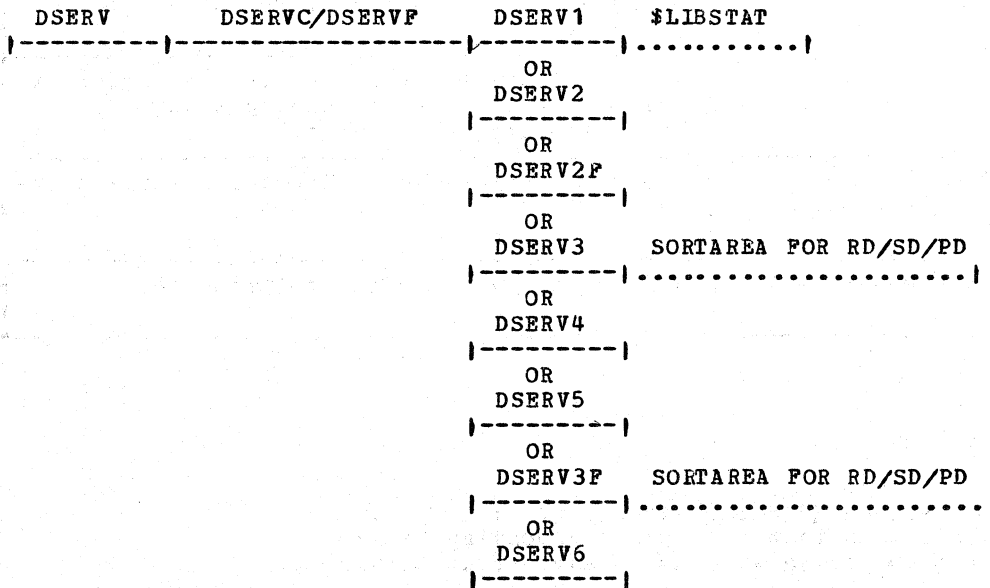 DSERV DSERVC/DSERVF DSERV1 $LIBSTAT
|---------|------------------|---------|...........|
OR
DSERV2
|---------|
OR
DSERV2F
|---------|
OR
DSERV3 SORTAREA FOR RD/SD/PD
|---------|......................|
OR
DSERV4
|---------|
OR
DSERV5
|---------|
OR
DSERV3F SORTAREA FOR RD/SD/PD
|---------|.......................
OR
DSERV6
|---------|